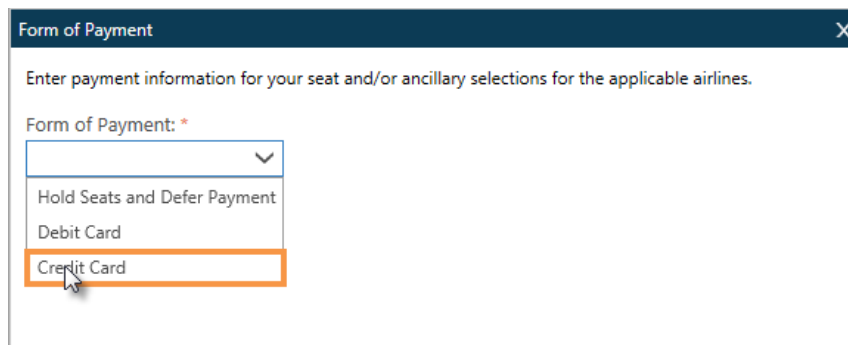 Form of Payment
Enter payment information for your seat and/or ancillary selections for the applicable airlines.
Form of Payment: *
Hold Seats and Defer Payment
Debit Card
Credit Card